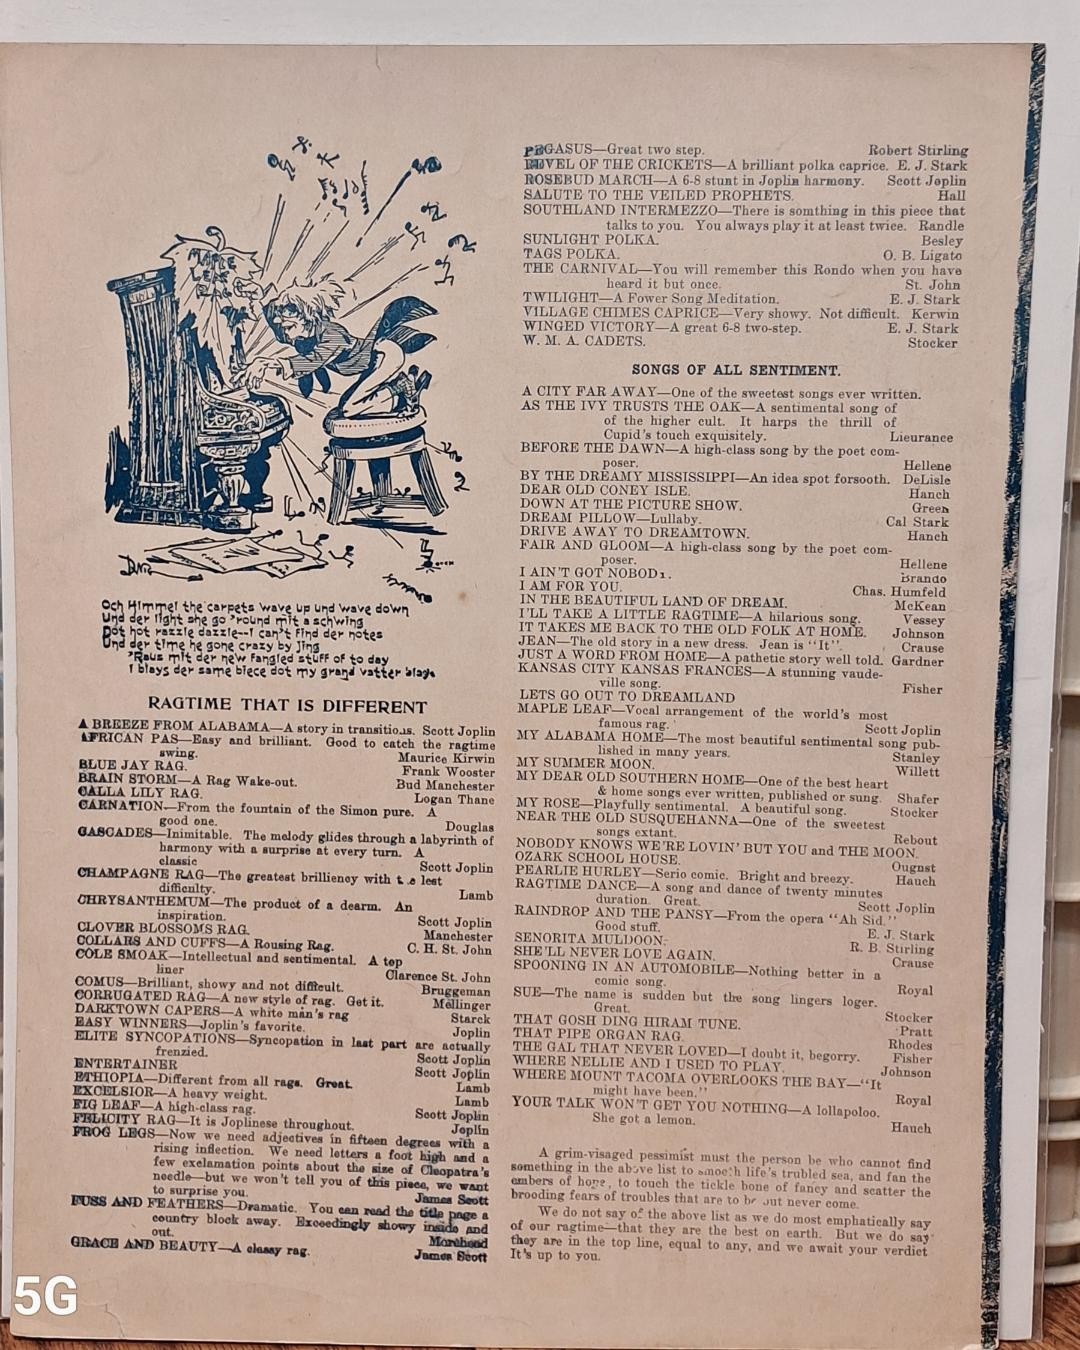 Och Himmel the carpets wave up und wave down
Und der light she go 'round mit a schwing
Dot hot razzle dazzle--I can't find der notes
Und der time he gone crazy by Jing
'Raus mit der new fangled stuff of to day
I blays der same biece dot my grand vatter blays
RAGTIME THAT IS DIFFERENT
A BREEZE FROM ALABAMA—A story in transitions. Scott Joplin
AFRICAN PAS—Easy and brilliant. Good to catch the ragtime
swing. Maurice Kirwin
BLUE JAY RAG. Frank Wooster
BRAIN STORM—A Rag Wake-out. Bud Manchester
CALLA LILY RAG. Logan Thane
CARNATION—From the fountain of the Simon pure. A
good one. Douglas
CASCADES—Inimitable. The melody glides through a labyrinth of
harmony with a surprise at every turn. A
classic Scott Joplin
CHAMPAGNE RAG—The greatest brilliency with the lest
difficulty. Lamb
CHRYSANTHEMUM—The product of a dearm. An
inspiration. Scott Joplin
CLOVER BLOSSOMS RAG. Manchester
COLLARS AND CUFFS—A Rousing Rag. C. H. St. John
COLE SMOAK—Intellectual and sentimental. A top
liner Clarence St. John
COMUS—Brilliant, showy and not difficult. Bruggeman
CORRUGATED RAG—A new style of rag. Get it. Mellinger
DARKTOWN CAPERS—A white man's rag Starck
EASY WINNERS—Joplin's favorite. Joplin
ELITE SYNCOPATIONS—Syncopation in last part are actually
frenzied. Scott Joplin
ENTERTAINER Scott Joplin
ETHIOPIA—Different from all rags. Great. Lamb
EXCELSIOR—A heavy weight. Lamb
FIG LEAF—A high-class rag. Scott Joplin
FELICITY RAG—It is Joplinese throughout. Joplin
FROG LEGS—Now we need adjectives in fifteen degrees with a
rising inflection. We need letters a foot high and a
few exclamation points about the size of Cleopatra's
needle—but we won't tell you of this piece, we want
to surprise you. James Scott
FUSS AND FEATHERS—Dramatic. You can read the title page a
country block away. Exceedingly showy inside and
out. Morehead
GRACE AND BEAUTY—A classy rag. James Scott
PEGASUS—Great two step. Robert Stirling
REVEL OF THE CRICKETS—A brilliant polka caprice. E. J. Stark
ROSEBUD MARCH—A 6-8 stunt in Joplin harmony. Scott Joplin
SALUTE TO THE VEILED PROPHETS. Hall
SOUTHLAND INTERMEZZO—There is somthing in this piece that
talks to you. You always play it at least twice. Randle
SUNLIGHT POLKA. Besley
TAGS POLKA. O. B. Ligato
THE CARNIVAL—You will remember this Rondo when you have
heard it but once. St. John
TWILIGHT—A Fower Song Meditation. E. J. Stark
VILLAGE CHIMES CAPRICE—Very showy. Not difficult. Kerwin
WINGED VICTORY—A great 6-8 two-step. E. J. Stark
W. M. A. CADETS. Stocker
SONGS OF ALL SENTIMENT.
A CITY FAR AWAY—One of the sweetest songs ever written.
AS THE IVY TRUSTS THE OAK—A sentimental song of
of the higher cult. It harps the thrill of
Cupid's touch exquisitely. Lieurance
BEFORE THE DAWN—A high-class song by the poet com-
poser. Hellene
BY THE DREAMY MISSISSIPPI—An idea spot forsooth. DeLisle
DEAR OLD CONEY ISLE. Hanch
DOWN AT THE PICTURE SHOW. Green
DREAM PILLOW—Lullaby. Cal Stark
DRIVE AWAY TO DREAMTOWN. Hanch
FAIR AND GLOOM—A high-class song by the poet com-
poser. Hellene
I AIN'T GOT NOBODY. Brando
I AM FOR YOU. Chas. Humfeld
IN THE BEAUTIFUL LAND OF DREAM. McKean
I'LL TAKE A LITTLE RAGTIME—A hilarious song. Vessey
IT TAKES ME BACK TO THE OLD FOLK AT HOME. Johnson
JEAN—The old story in a new dress. Jean is "It". Crause
JUST A WORD FROM HOME—A pathetic story well told. Gardner
KANSAS CITY KANSAS FRANCES—A stunning vaude-
ville song. Fisher
LETS GO OUT TO DREAMLAND
MAPLE LEAF—Vocal arrangement of the world's most
famous rag. Scott Joplin
MY ALABAMA HOME—The most beautiful sentimental song pub-
lished in many years. Stanley
MY SUMMER MOON. Willett
MY DEAR OLD SOUTHERN HOME—One of the best heart
& home songs ever written, published or sung. Shafer
MY ROSE—Playfully sentimental. A beautiful song. Stocker
NEAR THE OLD SUSQUEHANNA—One of the sweetest
songs extant. Rebout
NOBODY KNOWS WE'RE LOVIN' BUT YOU and THE MOON.
OZARK SCHOOL HOUSE. Ougnst
PEARLIE HURLEY—Serio comic. Bright and breezy. Hauch
RAGTIME DANCE—A song and dance of twenty minutes
duration. Great. Scott Joplin
RAINDROP AND THE PANSY—From the opera "Ah Sid."
Good stuff. E. J. Stark
SENORITA MULDOON. R. B. Stirling
SHE'LL NEVER LOVE AGAIN. Crause
SPOONING IN AN AUTOMOBILE—Nothing better in a
comic song. Royal
SUE—The name is sudden but the song lingers loger.
Great. Stocker
THAT GOSH DING HIRAM TUNE. Pratt
THAT PIPE ORGAN RAG. Rhodes
THE GAL THAT NEVER LOVED—I doubt it, begorry. Fisher
WHERE NELLIE AND I USED TO PLAY. Johnson
WHERE MOUNT TACOMA OVERLOOKS THE BAY—"It
might have been." Royal
YOUR TALK WON'T GET YOU NOTHING—A lollapoloo.
She got a lemon. Hauch
A grim-visaged pessimist must the person be who cannot find
something in the above list to smooth life's trubled sea, and fan the
embers of hope, to touch the tickle bone of fancy and scatter the
brooding fears of troubles that are to be but never come.
We do not say of the above list as we do most emphatically say
of our ragtime—that they are the best on earth. But we do say
they are in the top line, equal to any, and we await your verdict
It's up to you.
5G